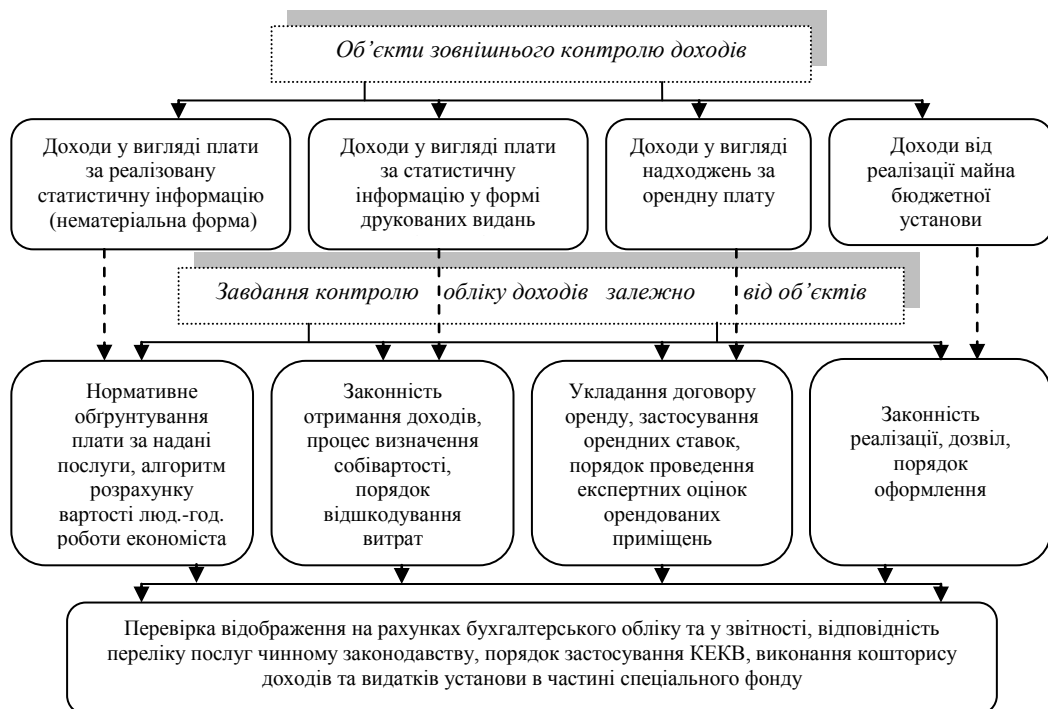 Об’єкти зовнішнього контролю доходів
Доходи у вигляді плати
за реалізовану
статистичну інформацію
(нематеріальна форма)
Доходи у вигляді плати
за статистичну
інформацію у формі
друкованих видань
Доходи у вигляді
надходжень за
орендну плату
Доходи від
реалізації майна
бюджетної
установи
Завдання контролю обліку доходів залежно від об’єктів
Нормативне
обґрунтування
плати за надані
послуги, алгоритм
розрахунку
вартості люд.-год.
роботи економіста
Законність
отримання доходів,
процес визначення
собівартості,
порядок
відшкодування
витрат
Укладання договору
оренду, застосування
орендних ставок,
порядок проведення
експертних оцінок
орендованих
приміщень
Законність
реалізації, дозвіл,
порядок
оформлення
Перевірка відображення на рахунках бухгалтерського обліку та у звітності, відповідність
переліку послуг чинному законодавству, порядок застосування КЕКВ, виконання кошторису
доходів та видатків установи в частині спеціального фонду